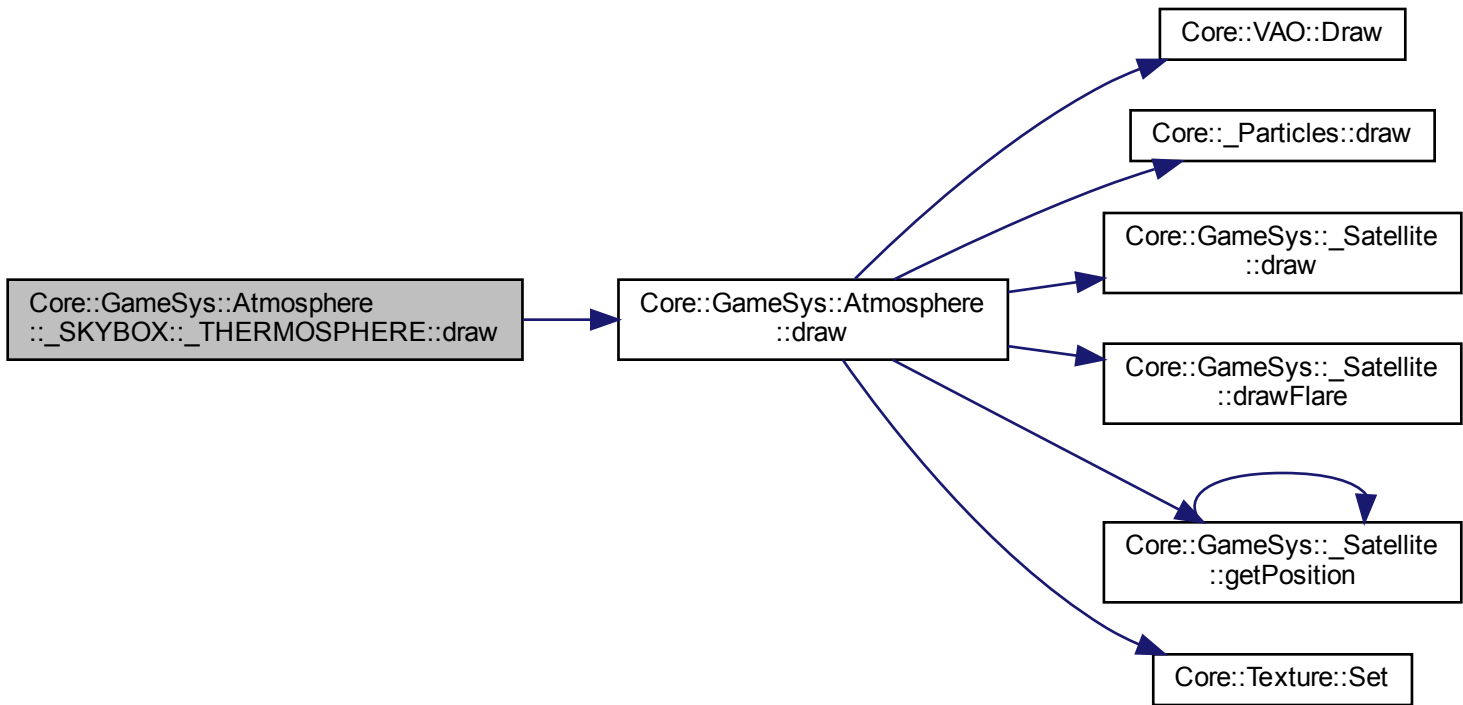 Core::GameSys::Atmosphere
::_SKYBOX::_THERMOSPHERE::draw
Core::GameSys::Atmosphere
::draw
Core::VAO::Draw
Core::_Particles::draw
Core::GameSys::_Satellite
::draw
Core::GameSys::_Satellite
::drawFlare
Core::GameSys::_Satellite
::getPosition
Core::Texture::Set